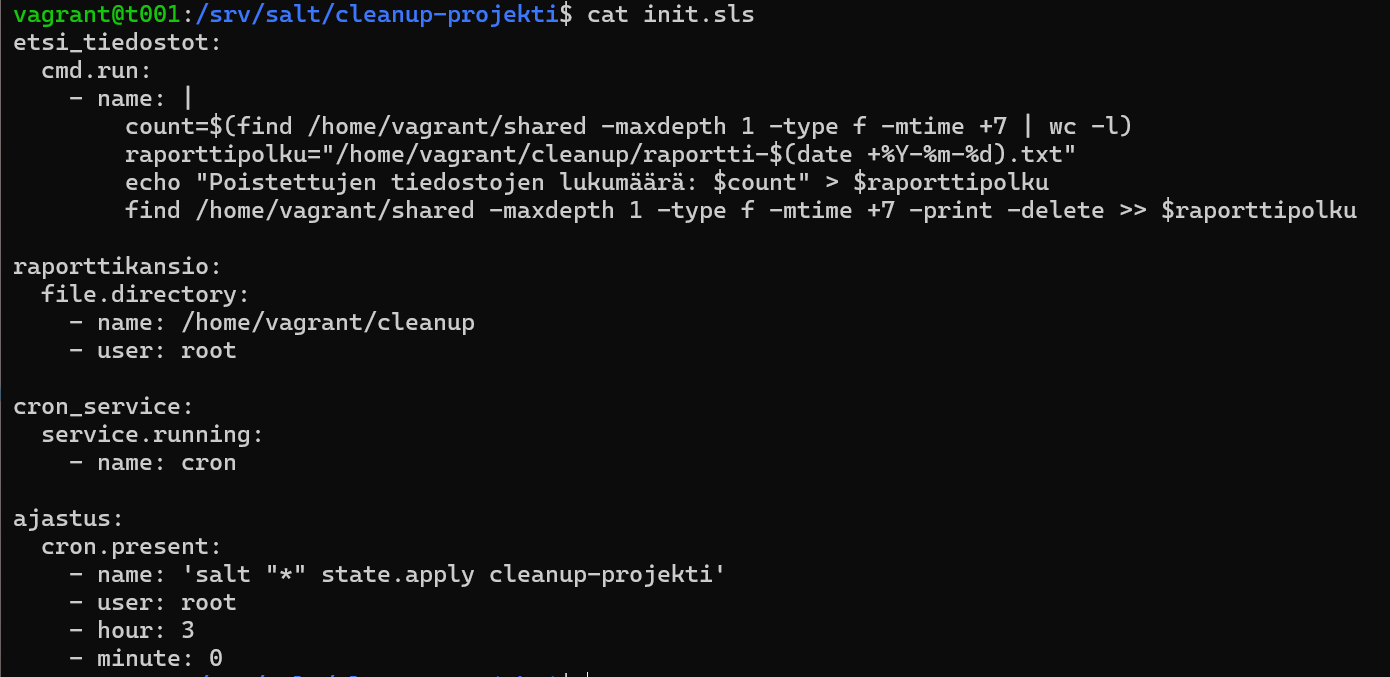 vagrant@t001:/srv/salt/cleanup-projekti$ cat init.sls
etsi_tiedostot:
  cmd.run:
    - name: |
        count=$(find /home/vagrant/shared -maxdepth 1 -type f -mtime +7 | wc -l)
        raporttipolku="/home/vagrant/cleanup/raportti-$(date +%Y-%m-%d).txt"
        echo "Poistettujen tiedostojen lukumäärä: $count" > $raporttipolku
        find /home/vagrant/shared -maxdepth 1 -type f -mtime +7 -print -delete >> $raporttipolku

raporttikansio:
  file.directory:
    - name: /home/vagrant/cleanup
    - user: root

cron_service:
  service.running:
    - name: cron

ajastus:
  cron.present:
    - name: 'salt "*" state.apply cleanup-projekti'
    - user: root
    - hour: 3
    - minute: 0